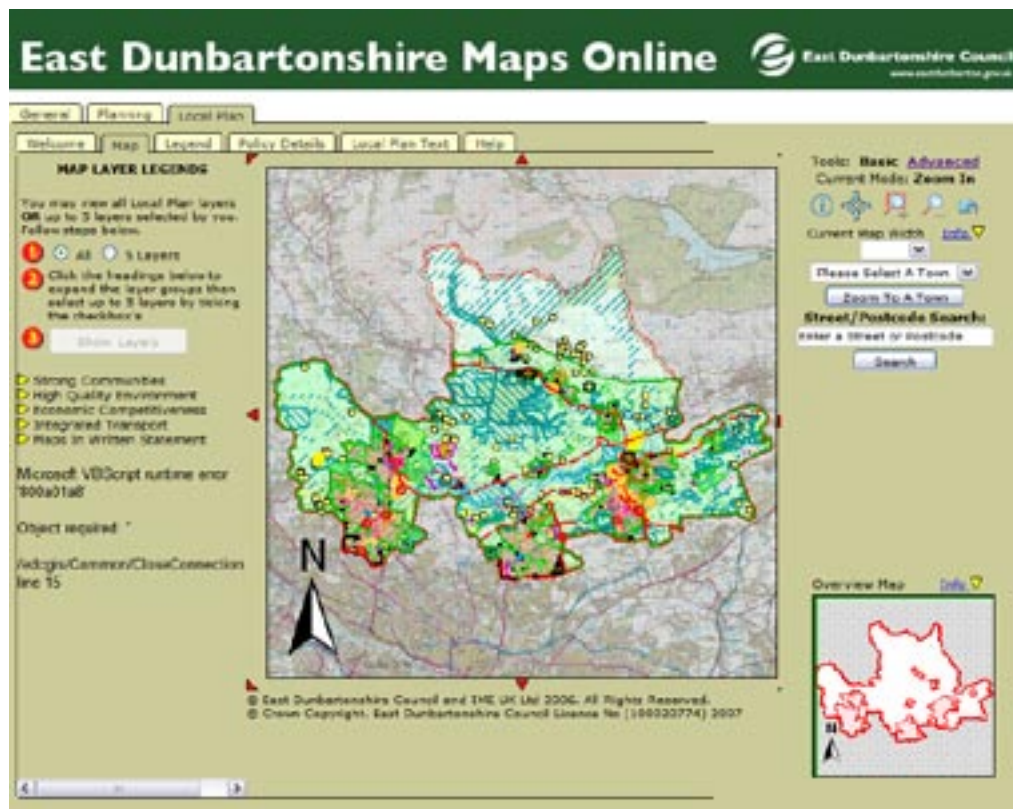 East Dunbartonshire Maps Online
East Dunbartonshire Council
General Planning Local Plan
Welcome Map Legend Policy Details Local Plan Text Help
MAP LAYER LEGENDS
You may view all Local Plan layers
OR up to 5 layers selected by you.
Follow steps below.
1 All 5 Layers
2 Click the headings below to
expand the layer groups then
select up to 5 layers by ticking
the checkbox's
3 Show Layers
Strong Communities
High Quality Environment
Economic Competitiveness
Integrated Transport
Maps In Written Statement
Microsoft VBScript runtime error
'800a01a8'
Object required: ''
/edcgis/Common/CloseConnection
line 15
N
Tools: Basic Advanced
Current Mode: Zoom In
Current Map Width Info
Please Select A Town
Zoom To A Town
Street/Postcode Search:
Enter a Street or Postcode
Search
Overview Map Info
N
© East Dunbartonshire Council and IME UK Ltd 2006. All Rights Reserved.
© Crown Copyright. East Dunbartonshire Council Licence No (100020774) 2007